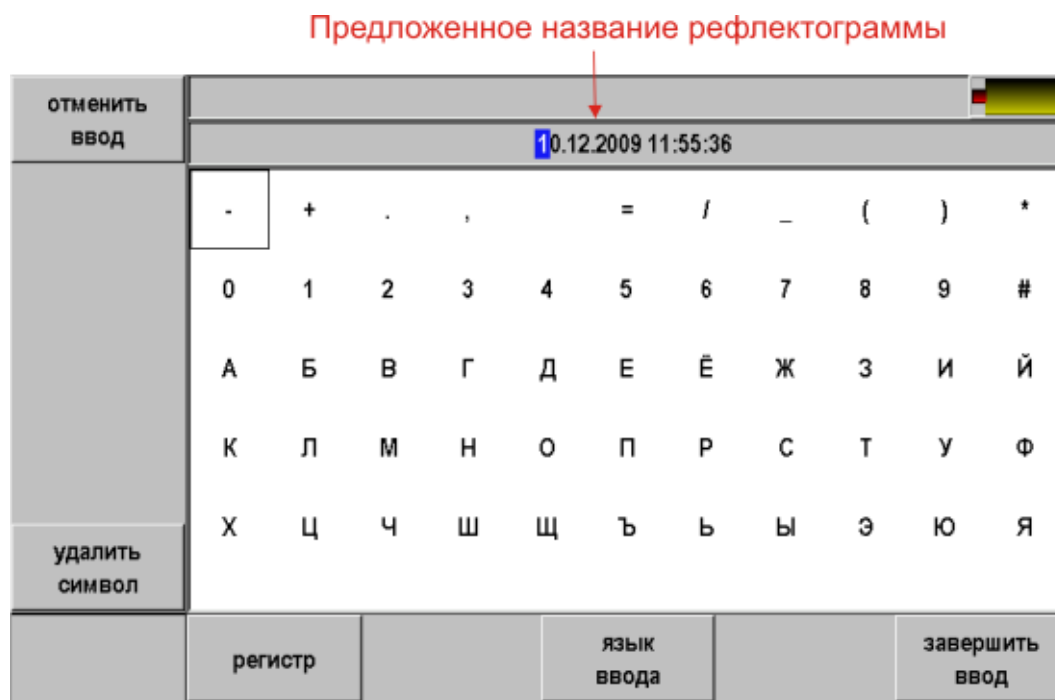 Предложенное название рефлектограммы
отменить
ввод
10.12.2009 11:55:36
- + . , = / _ ( ) *
0 1 2 3 4 5 6 7 8 9 #
А Б В Г Д Е Ё Ж З И Й
К Л М Н О П Р С Т У Ф
Х Ц Ч Ш Щ Ъ Ь Ы Э Ю Я
удалить
символ
регистр
язык
ввода
завершить
ввод